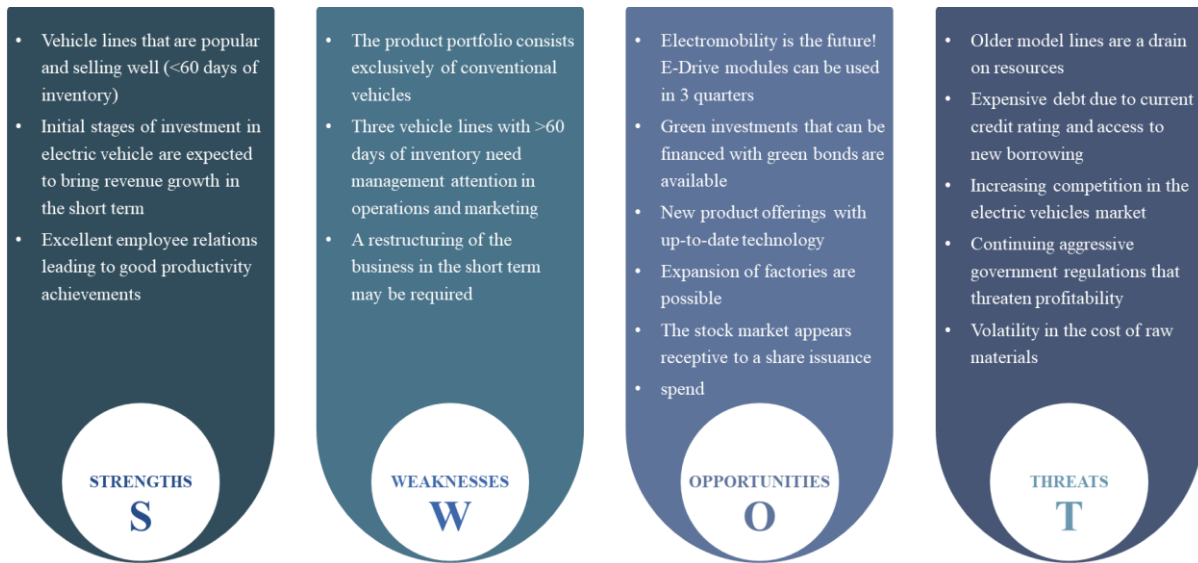 • Vehicle lines that are popular
and selling well (<60 days of
inventory)
• Initial stages of investment in
electric vehicle are expected
to bring revenue growth in
the short term
• Excellent employee relations
leading to good productivity
achievements
STRENGTHS
S
• The product portfolio consists
exclusively of conventional
vehicles
• Three vehicle lines with >60
days of inventory need
management attention in
operations and marketing
• A restructuring of the
business in the short term
may be required
WEAKNESSES
W
• Electromobility is the future!
E-Drive modules can be used
in 3 quarters
• Green investments that can be
financed with green bonds are
available
• New product offerings with
up-to-date technology
• Expansion of factories are
possible
• The stock market appears
receptive to a share issuance
• spend
OPPORTUNITIES
O
• Older model lines are a drain
on resources
• Expensive debt due to current
credit rating and access to
new borrowing
• Increasing competition in the
electric vehicles market
• Continuing aggressive
government regulations that
threaten profitability
• Volatility in the cost of raw
materials
THREATS
T